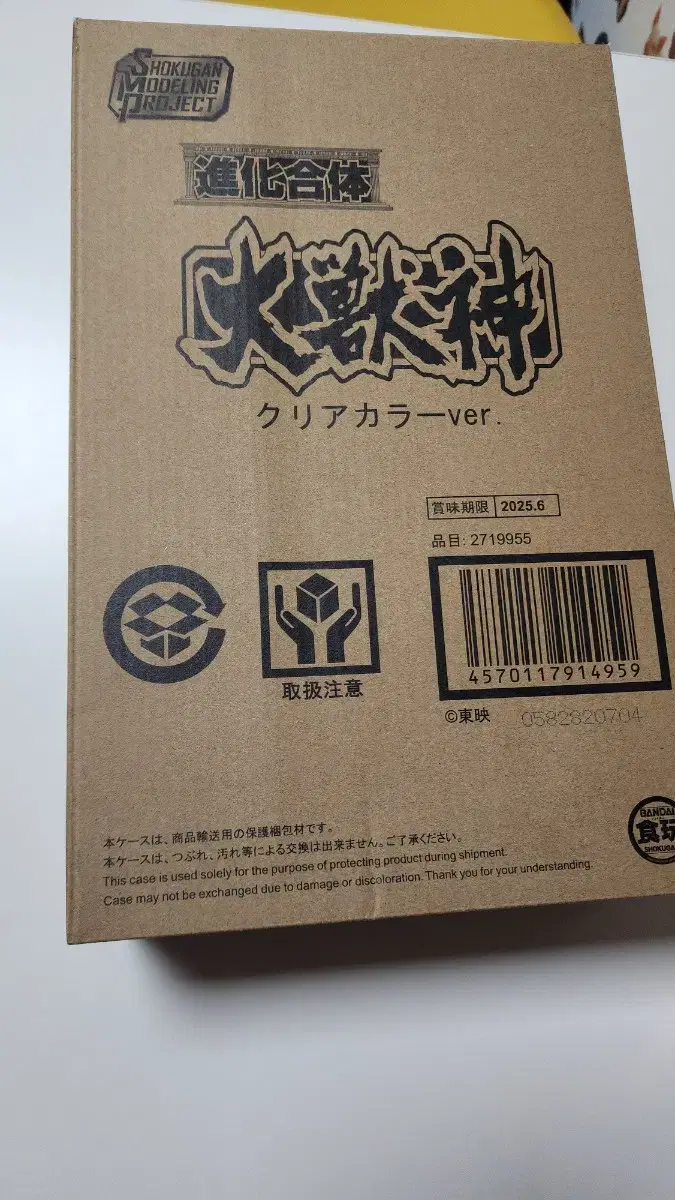 SHOKUGAN
MODELING
PROJECT
進化合体
大獣神
クリアカラーver.
賞味期限 2025.6
品目: 2719955
4570117914959
取扱注意
©東映 0582820704
本ケースは、商品輸送用の保護梱包材です。
本ケースは、つぶれ、汚れ等による交換は出来ません。ご了承ください。
This case is used solely for the purpose of protecting product during shipment.
Case may not be exchanged due to damage or discoloration. Thank you for your understanding.
BANDAI
食玩
SHOKUGA